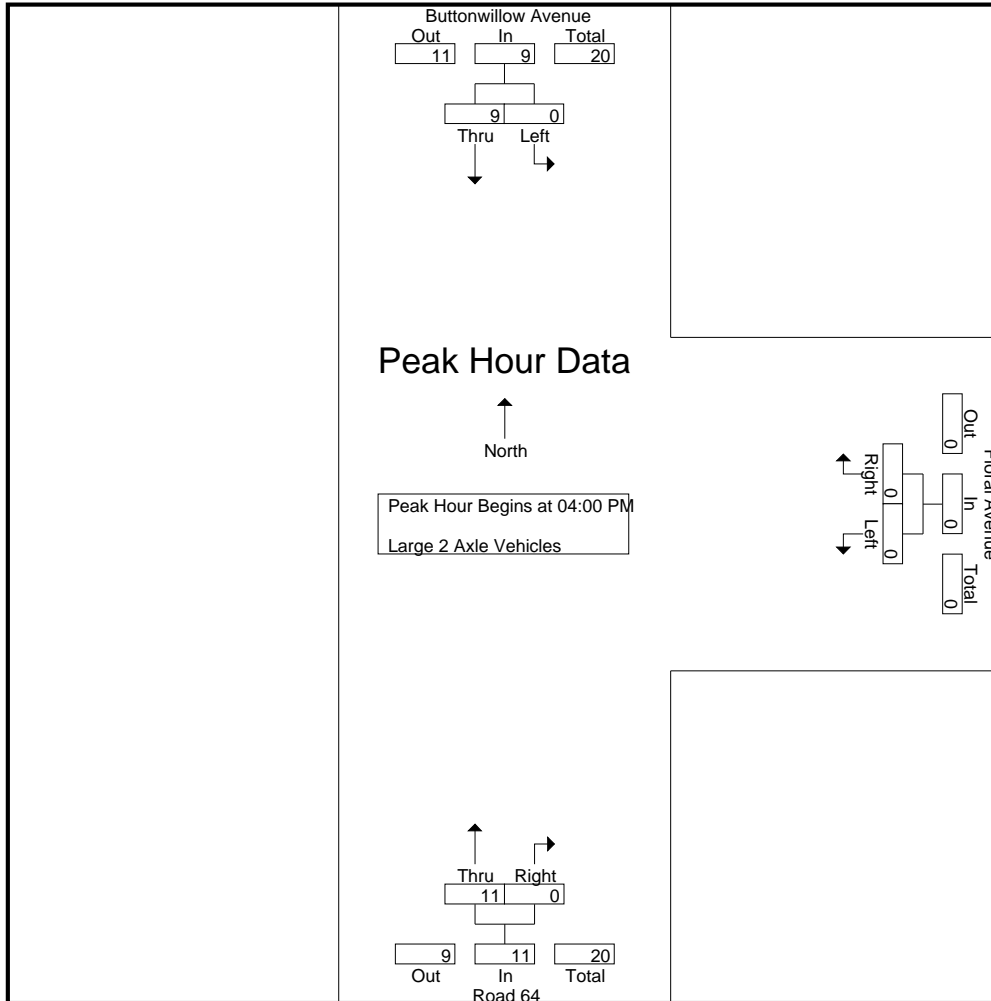 Buttonwillow Avenue
Out In Total
11 9 20
9 0
Thru Left
Peak Hour Data
North
Peak Hour Begins at 04:00 PM
Large 2 Axle Vehicles
Floral Avenue
Out In Total
0 0 0
Right Left
0 0
Thru Right
11 0
9 11 20
Out In Total
Road 64